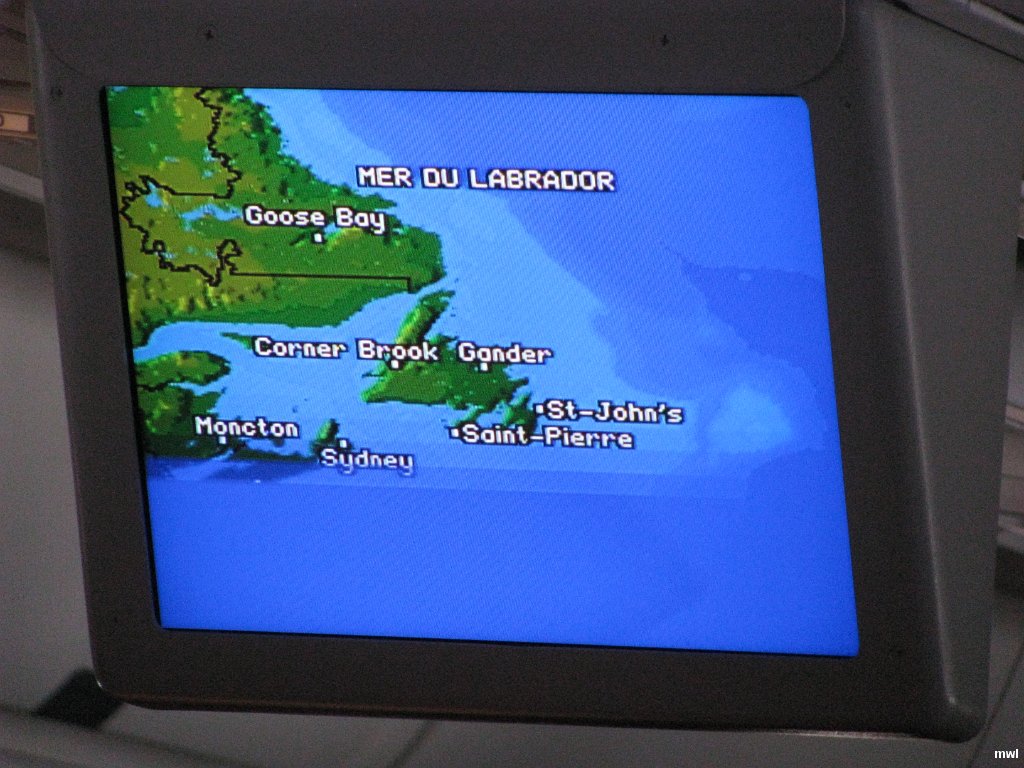 MER DU LABRADOR
Goose Bay
Corner Brook
Gander
St-John's
Saint-Pierre
Moncton
Sydney
mwl